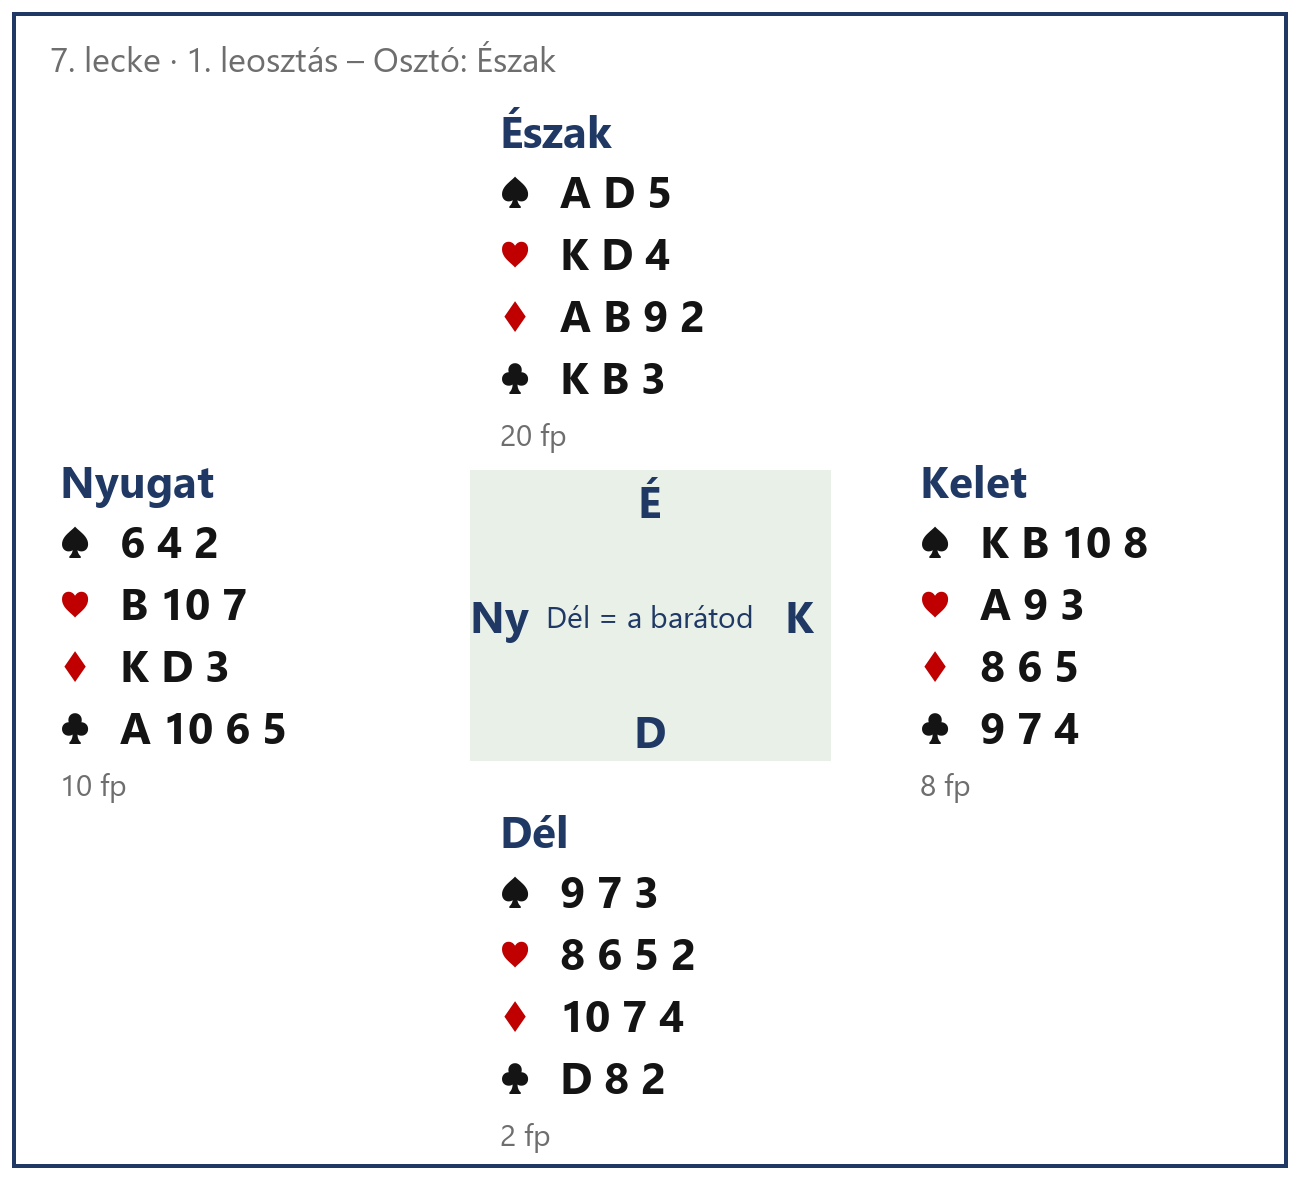 7. lecke · 1. leosztás – Osztó: Észak
Észak
♠ A D 5
♥ K D 4
♦ A B 9 2
♣ K B 3
20 fp
Nyugat
♠ 6 4 2
♥ B 10 7
♦ K D 3
♣ A 10 6 5
10 fp
É
Ny Dél = a barátod K
D
Kelet
♠ K B 10 8
♥ A 9 3
♦ 8 6 5
♣ 9 7 4
8 fp
Dél
♠ 9 7 3
♥ 8 6 5 2
♦ 10 7 4
♣ D 8 2
2 fp